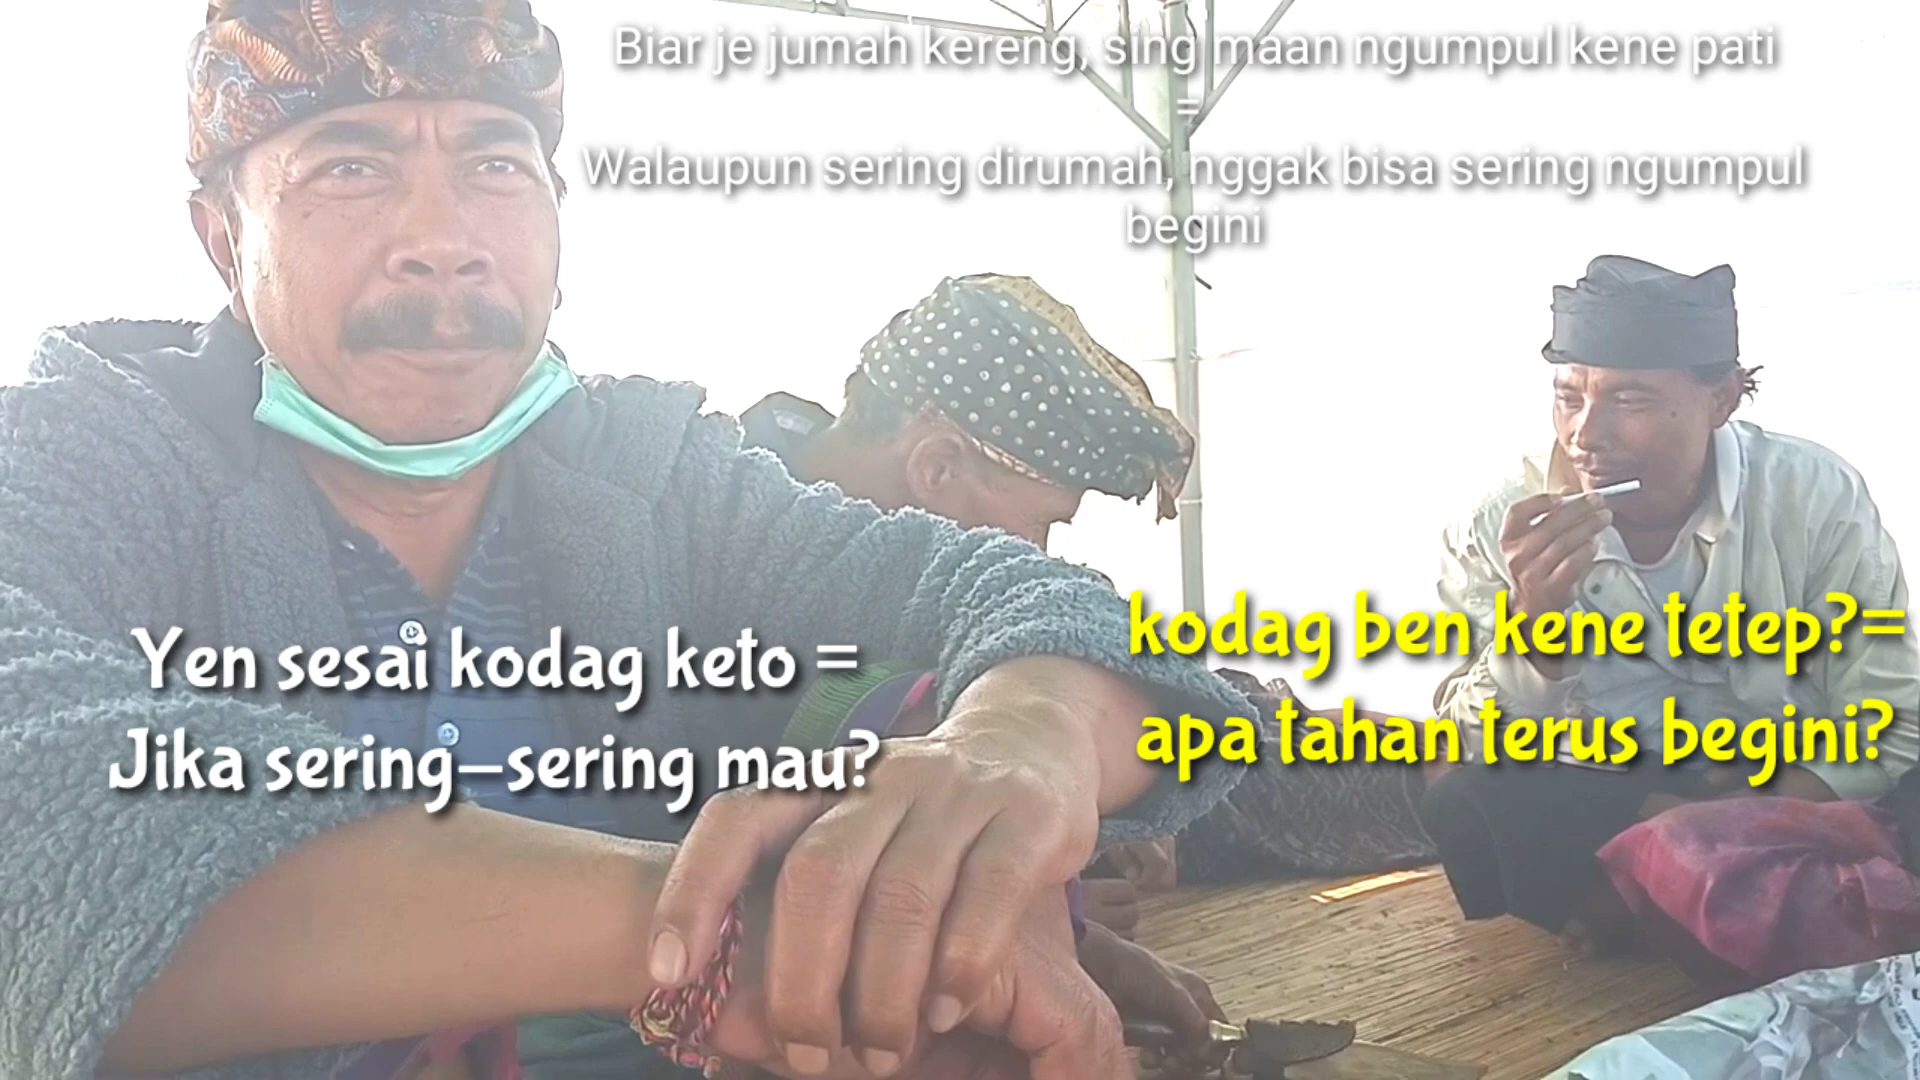 Biar je jumah kereng, sing maan ngumpul kene pati
=
Walaupun sering dirumah, nggak bisa sering ngumpul
begini
Yen sesai kodag keto =
Jika sering-sering mau?
kodag ben kene tetep?=
apa tahan terus begini?